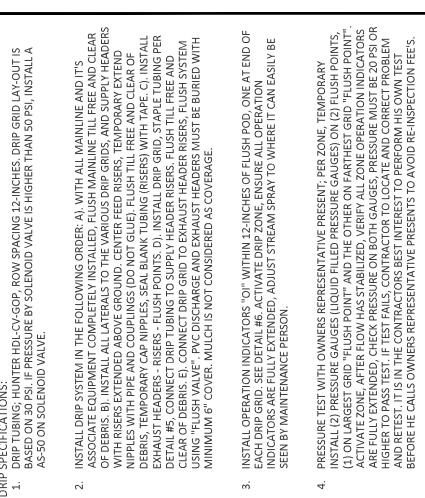 DRIP SPECIFICATIONS:
1. DRIP TUBING; HUNTER HDL-CV-GOP, ROW SPACING 12-INCHES. DRIP GRID LAY-OUT IS
BASED ON 30 PSI. IF PRESSURE BY SOLENOID VALVE IS HIGHER THAN 50 PSI, INSTALL A
AS-50 ON SOLENOID VALVE.
2. INSTALL DRIP SYSTEM IN THE FOLLOWING ORDER: A). WITH ALL MAINLINE AND IT'S
ASSOCIATE EQUIPMENT COMPLETELY INSTALLED, FLUSH MAINLINE TILL FREE AND CLEAR
OF DEBRIS. B). INSTALL ALL LATERALS TO THE VARIOUS DRIP GRIDS, AND SUPPLY HEADERS
WITH RISERS EXTENDED ABOVE GROUND. CENTER FEED RISERS, TEMPORARY EXTEND
NIPPLES WITH PIPE AND COUPLINGS (DO NOT GLUE). FLUSH TILL FREE AND CLEAR OF
DEBRIS, TEMPORARY CAP NIPPLES, SEAL BLANK TUBING (RISERS) WITH TAPE. C). INSTALL
EXHAUST HEADERS - RISERS - FLUSH POINTS. D). INSTALL DRIP GRID, STAPLE TUBING PER
DETAIL #5, CONNECT DRIP TUBING TO SUPPLY HEADER RISERS. FLUSH TILL FREE AND
CLEAR OF DEBRIS. E). CONNECT DRIP GRID TO EXHAUST HEADER RISERS, FLUSH SYSTEM
USING "FLUSH VALVE". PVC DISCHARGE AND EXHAUST HEADERS MUST BE BURIED WITH
MINIMUM 6" COVER. MULCH IS NOT CONSIDERED AS COVERAGE.
3. INSTALL OPERATION INDICATORS "OI" WITHIN 12-INCHES OF FLUSH POD, ONE AT END OF
EACH DRIP GRID. SEE DETAIL #6. ACTIVATE DRIP ZONE, ENSURE ALL OPERATION
INDICATORS ARE FULLY EXTENDED, ADJUST STREAM SPRAY TO WHERE IT CAN EASILY BE
SEEN BY MAINTENANCE PERSON.
4. PRESSURE TEST WITH OWNERS REPRESENTATIVE PRESENT; PER ZONE, TEMPORARY
INSTALL (2) PRESSURE GAUGES (LIQUID FILLED PRESSURE GAUGES) ON (2) FLUSH POINTS,
(1) ON LARGEST GRID "FLUSH POINT" AND THE OTHER ON FARTHEST GRID "FLUSH POINT".
ACTIVATE ZONE, AFTER FLOW HAS STABILIZED, VERIFY ALL ZONE OPERATION INDICATORS
ARE FULLY EXTENDED, CHECK PRESSURE ON BOTH GAUGES, PRESSURE MUST BE 20 PSI OR
HIGHER TO PASS TEST. IF TEST FAILS, CONTRACTOR TO LOCATE AND CORRECT PROBLEM
AND RETEST. IT IS IN THE CONTRACTORS BEST INTEREST TO PERFORM HIS OWN TEST
BEFORE HE CALLS OWNERS REPRESENTATIVE PRESENTS TO AVOID RE-INSPECTION FEE'S.